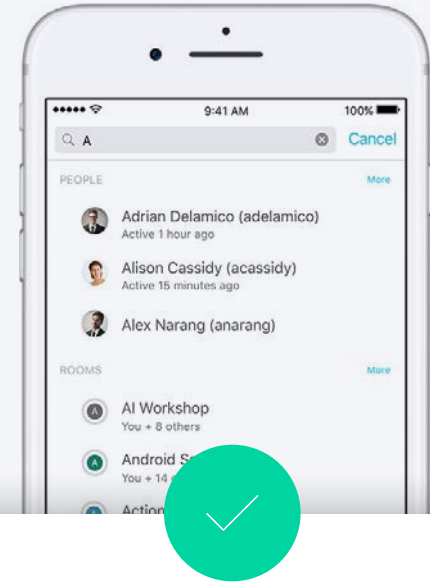 9:41 AM
100%
A
Cancel
PEOPLE
More
Adrian Delamico (adelamico)
Active 1 hour ago
Alison Cassidy (acassidy)
Active 15 minutes ago
Alex Narang (anarang)
ROOMS
More
A
AI Workshop
You + 8 others
A
Android
You + 14
A
Action